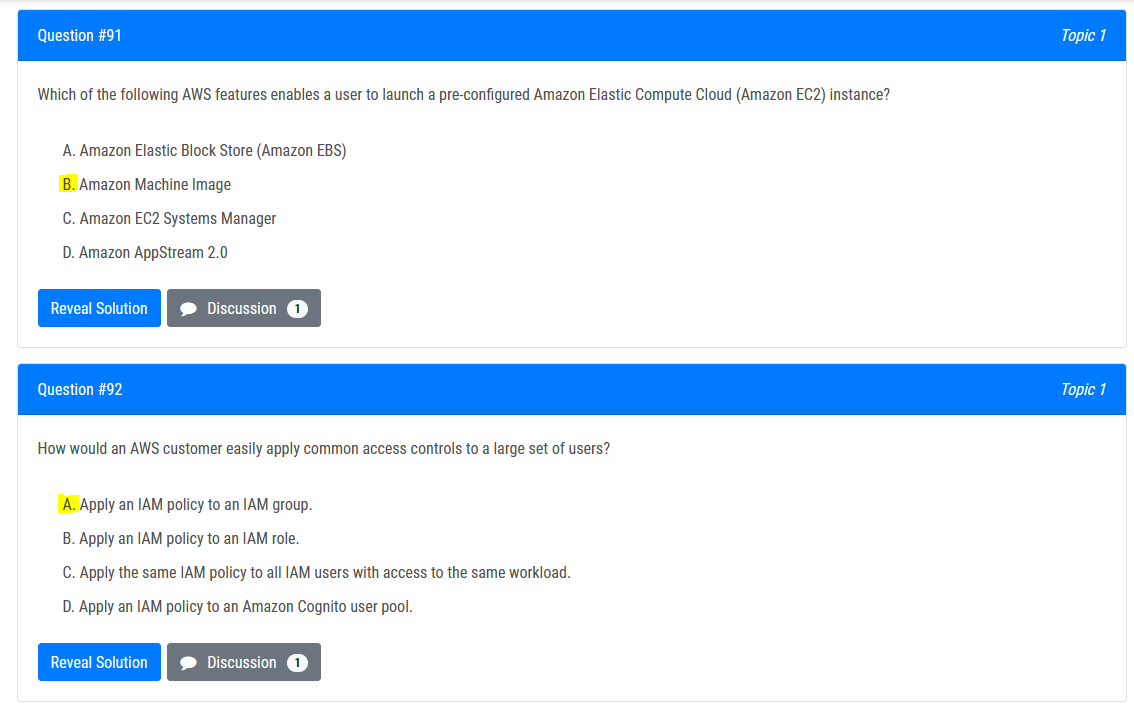 Question #91
Topic 1
Which of the following AWS features enables a user to launch a pre-configured Amazon Elastic Compute Cloud (Amazon EC2) instance?
A. Amazon Elastic Block Store (Amazon EBS)
B. Amazon Machine Image
C. Amazon EC2 Systems Manager
D. Amazon AppStream 2.0
Reveal Solution
Discussion 1
Question #92
Topic 1
How would an AWS customer easily apply common access controls to a large set of users?
A. Apply an IAM policy to an IAM group.
B. Apply an IAM policy to an IAM role.
C. Apply the same IAM policy to all IAM users with access to the same workload.
D. Apply an IAM policy to an Amazon Cognito user pool.
Reveal Solution
Discussion 1